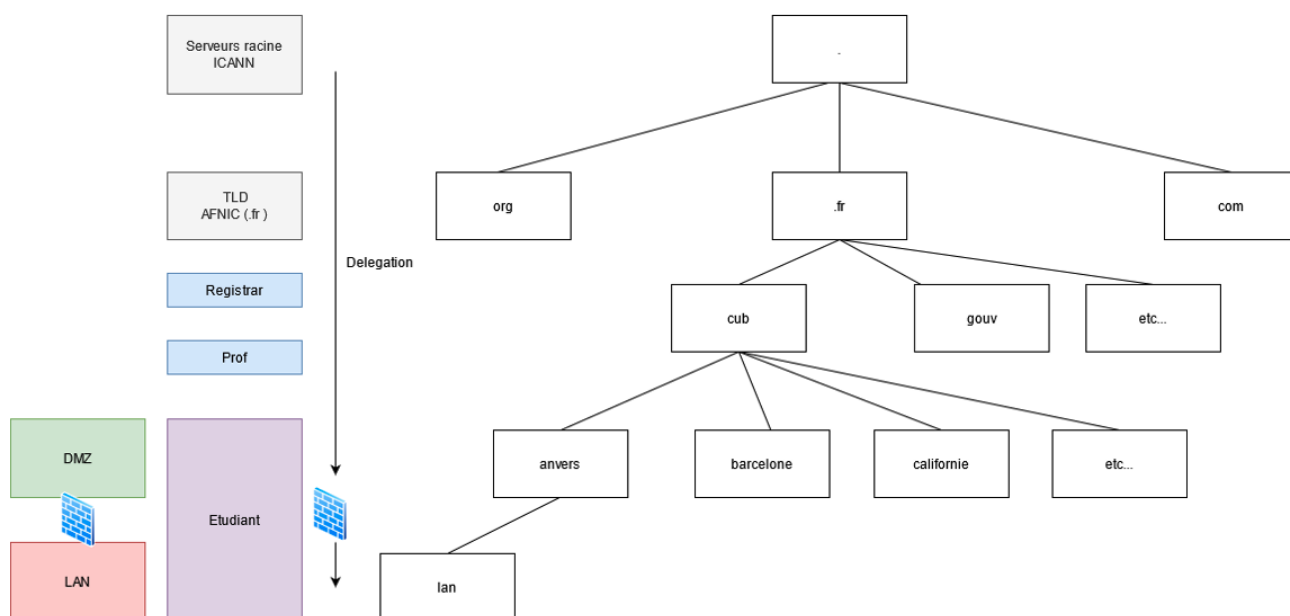 Serveurs racine
ICANN
.
TLD
AFNIC (.fr )
org
.fr
com
Delegation
Registrar
cub
gouv
etc...
Prof
DMZ
Etudiant
anvers
barcelone
californie
etc...
LAN
lan